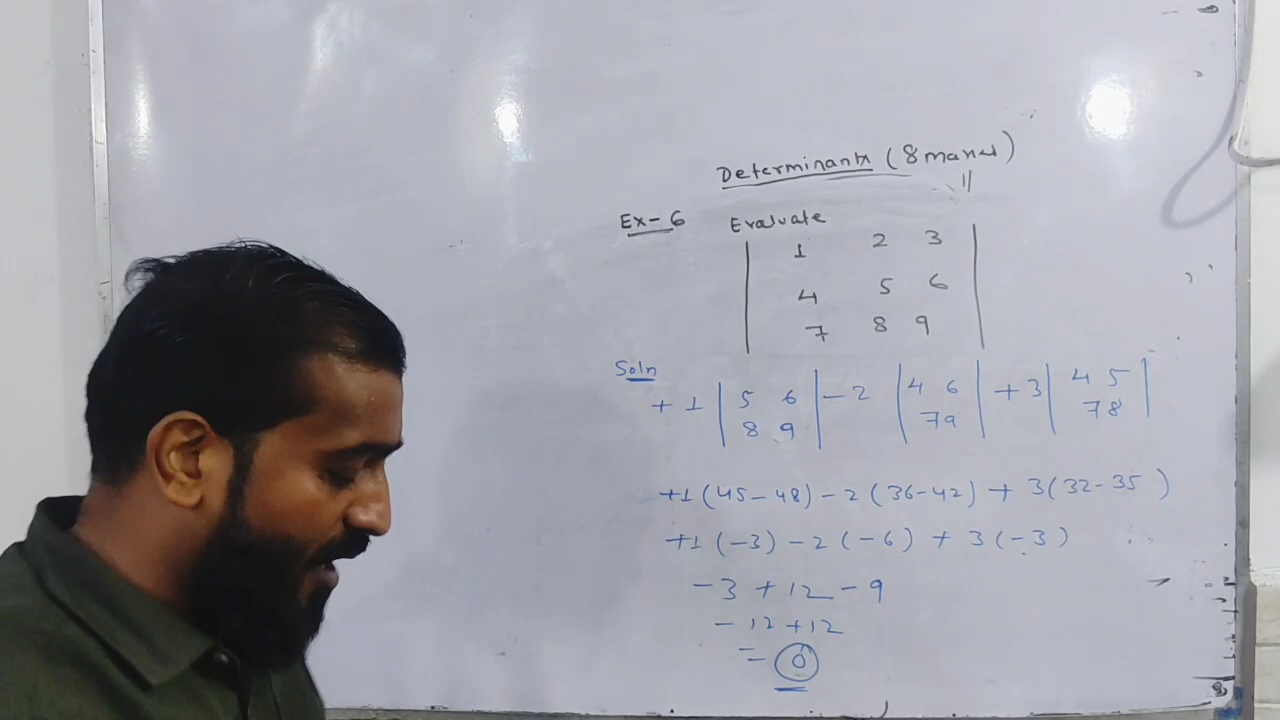 Determinants (8 marks)
Ex-6 Evaluate
1 2 3
4 5 6
7 8 9
Soln
+1 | 5 6 | -2 | 4 6 | +3 | 4 5 |
| 8 9 | | 7 9 | | 7 8 |
+1 (45-48) -2 (36-42) + 3(32-35)
+1 (-3) -2 (-6) + 3 (-3)
-3 + 12 - 9
-12 +12
= 0